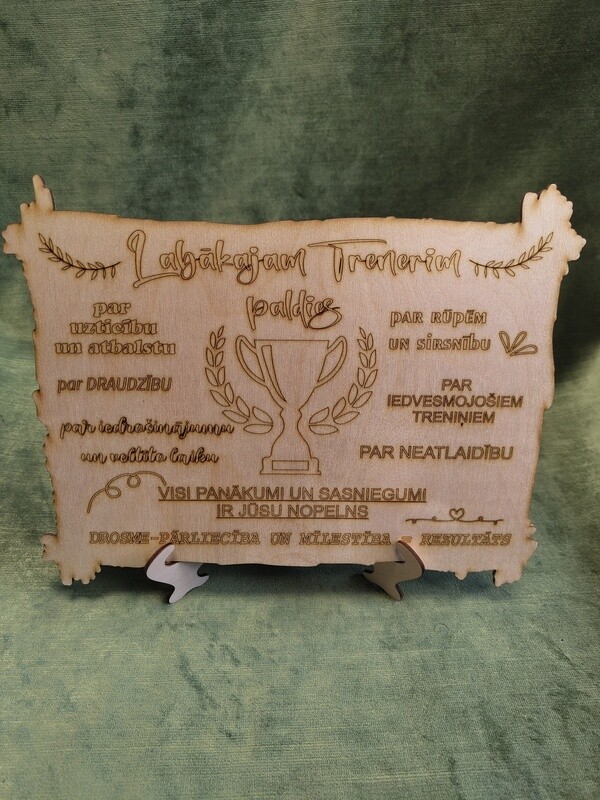 Labākajam Trenerim
paldies
par
uzticību
un atbalstu
par DRAUDZĪBU
par iedrošinājumu
un veltīto laiku
PAR RŪPĒM
UN SIRSNĪBU
PAR
IEDVESMOJOŠIEM
TRENIŅIEM
PAR NEATLAIDĪBU
VISI PANĀKUMI UN SASNIEGUMI
IR JŪSU NOPELNS
DROSME-PĀRLIECĪBA UN MĪLESTĪBA = REZULTĀTS